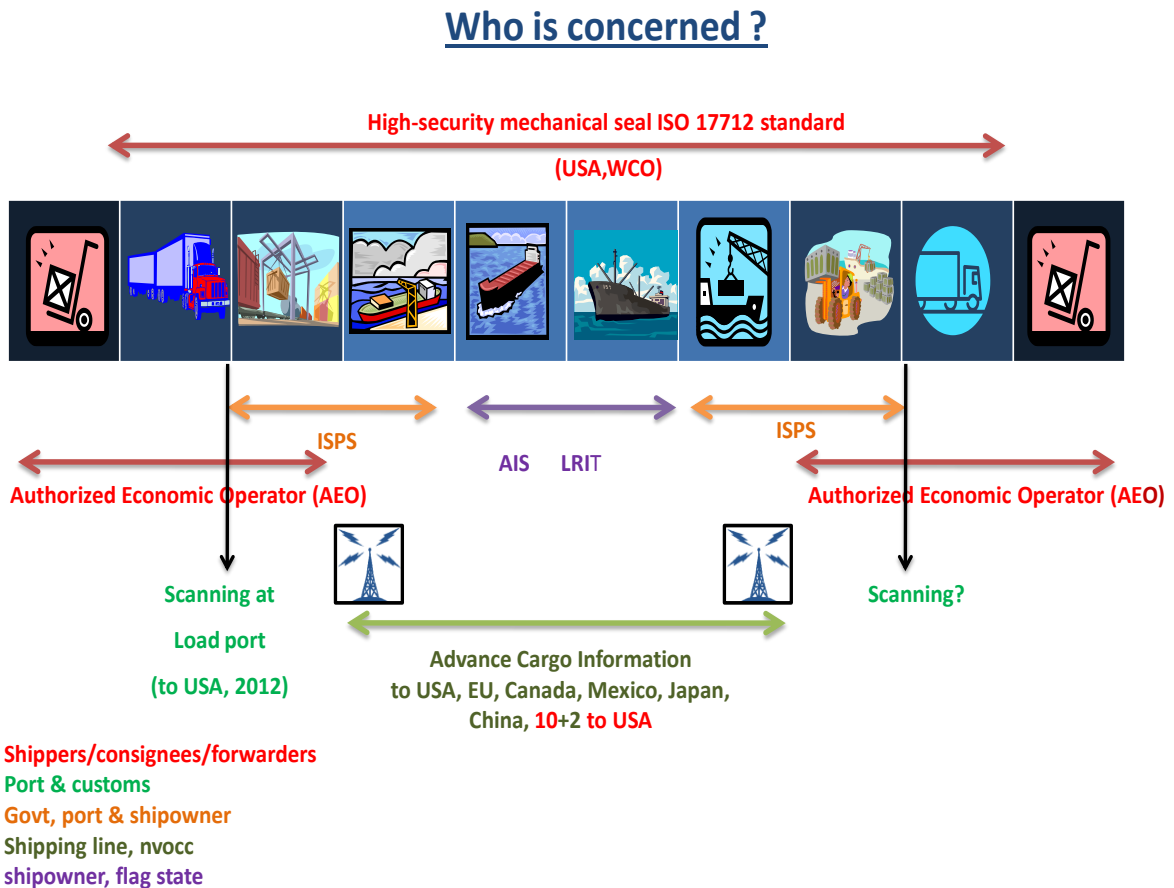 Who is concerned ?
High-security mechanical seal ISO 17712 standard
(USA,WCO)
ISPS
AIS LRIT
ISPS
Authorized Economic Operator (AEO)
Authorized Economic Operator (AEO)
Scanning at
Load port
(to USA, 2012)
Scanning?
Advance Cargo Information
to USA, EU, Canada, Mexico, Japan,
China, 10+2 to USA
Shippers/consignees/forwarders
Port & customs
Govt, port & shipowner
Shipping line, nvocc
shipowner, flag state